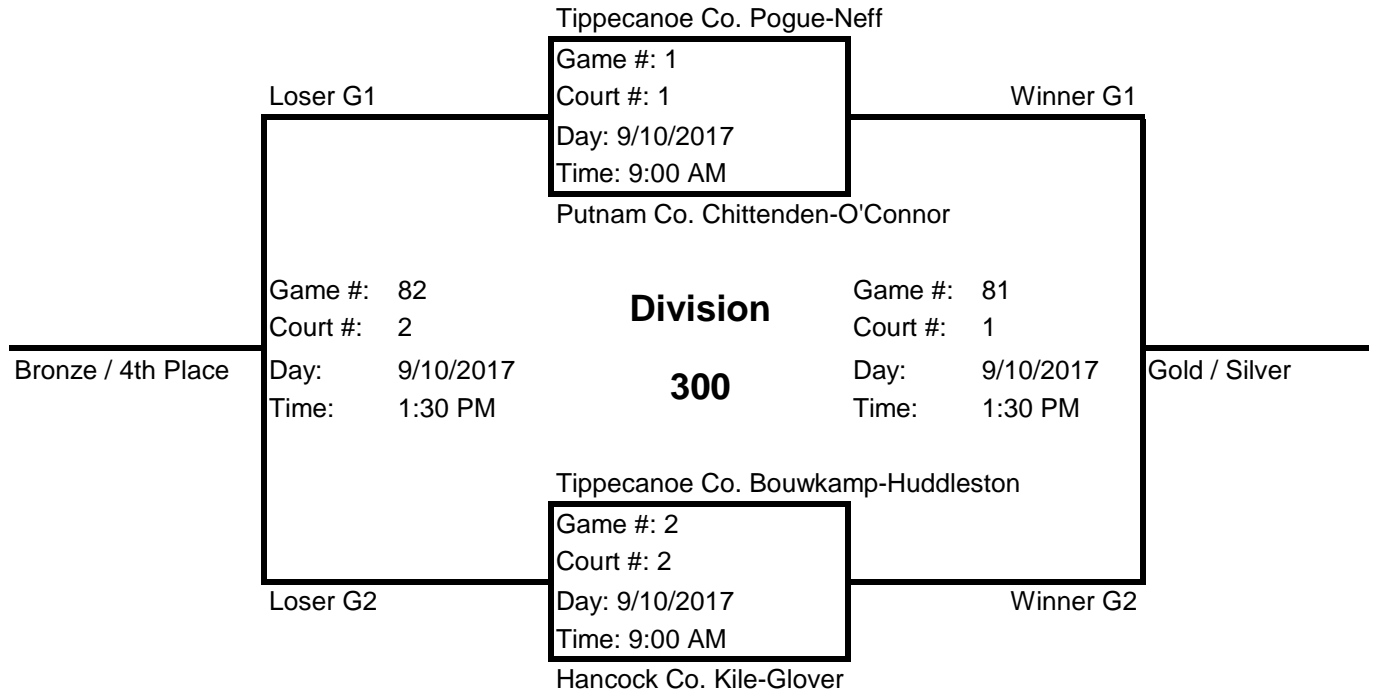 Tippecanoe Co. Pogue-Neff
Game #: 1
Loser G1 Court #: 1 Winner G1
Day: 9/10/2017
Time: 9:00 AM
Putnam Co. Chittenden-O'Connor
Game #: 82
Court #: 2
Bronze / 4th Place
Day: 9/10/2017
Time: 1:30 PM
Division
300
Game #: 81
Court #: 1
Day: 9/10/2017
Time: 1:30 PM
Gold / Silver
Tippecanoe Co. Bouwkamp-Huddleston
Game #: 2
Court #: 2
Loser G2 Day: 9/10/2017 Winner G2
Time: 9:00 AM
Hancock Co. Kile-Glover